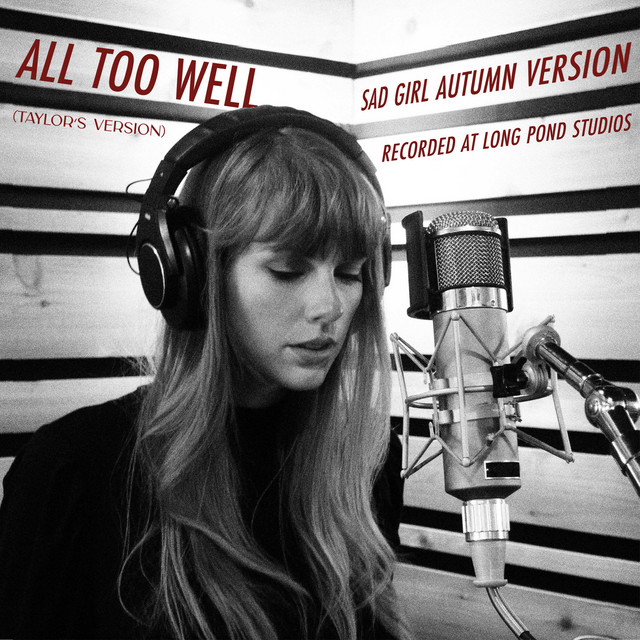 ALL TOO WELL
(TAYLOR'S VERSION)
SAD GIRL AUTUMN VERSION
RECORDED AT LONG POND STUDIOS